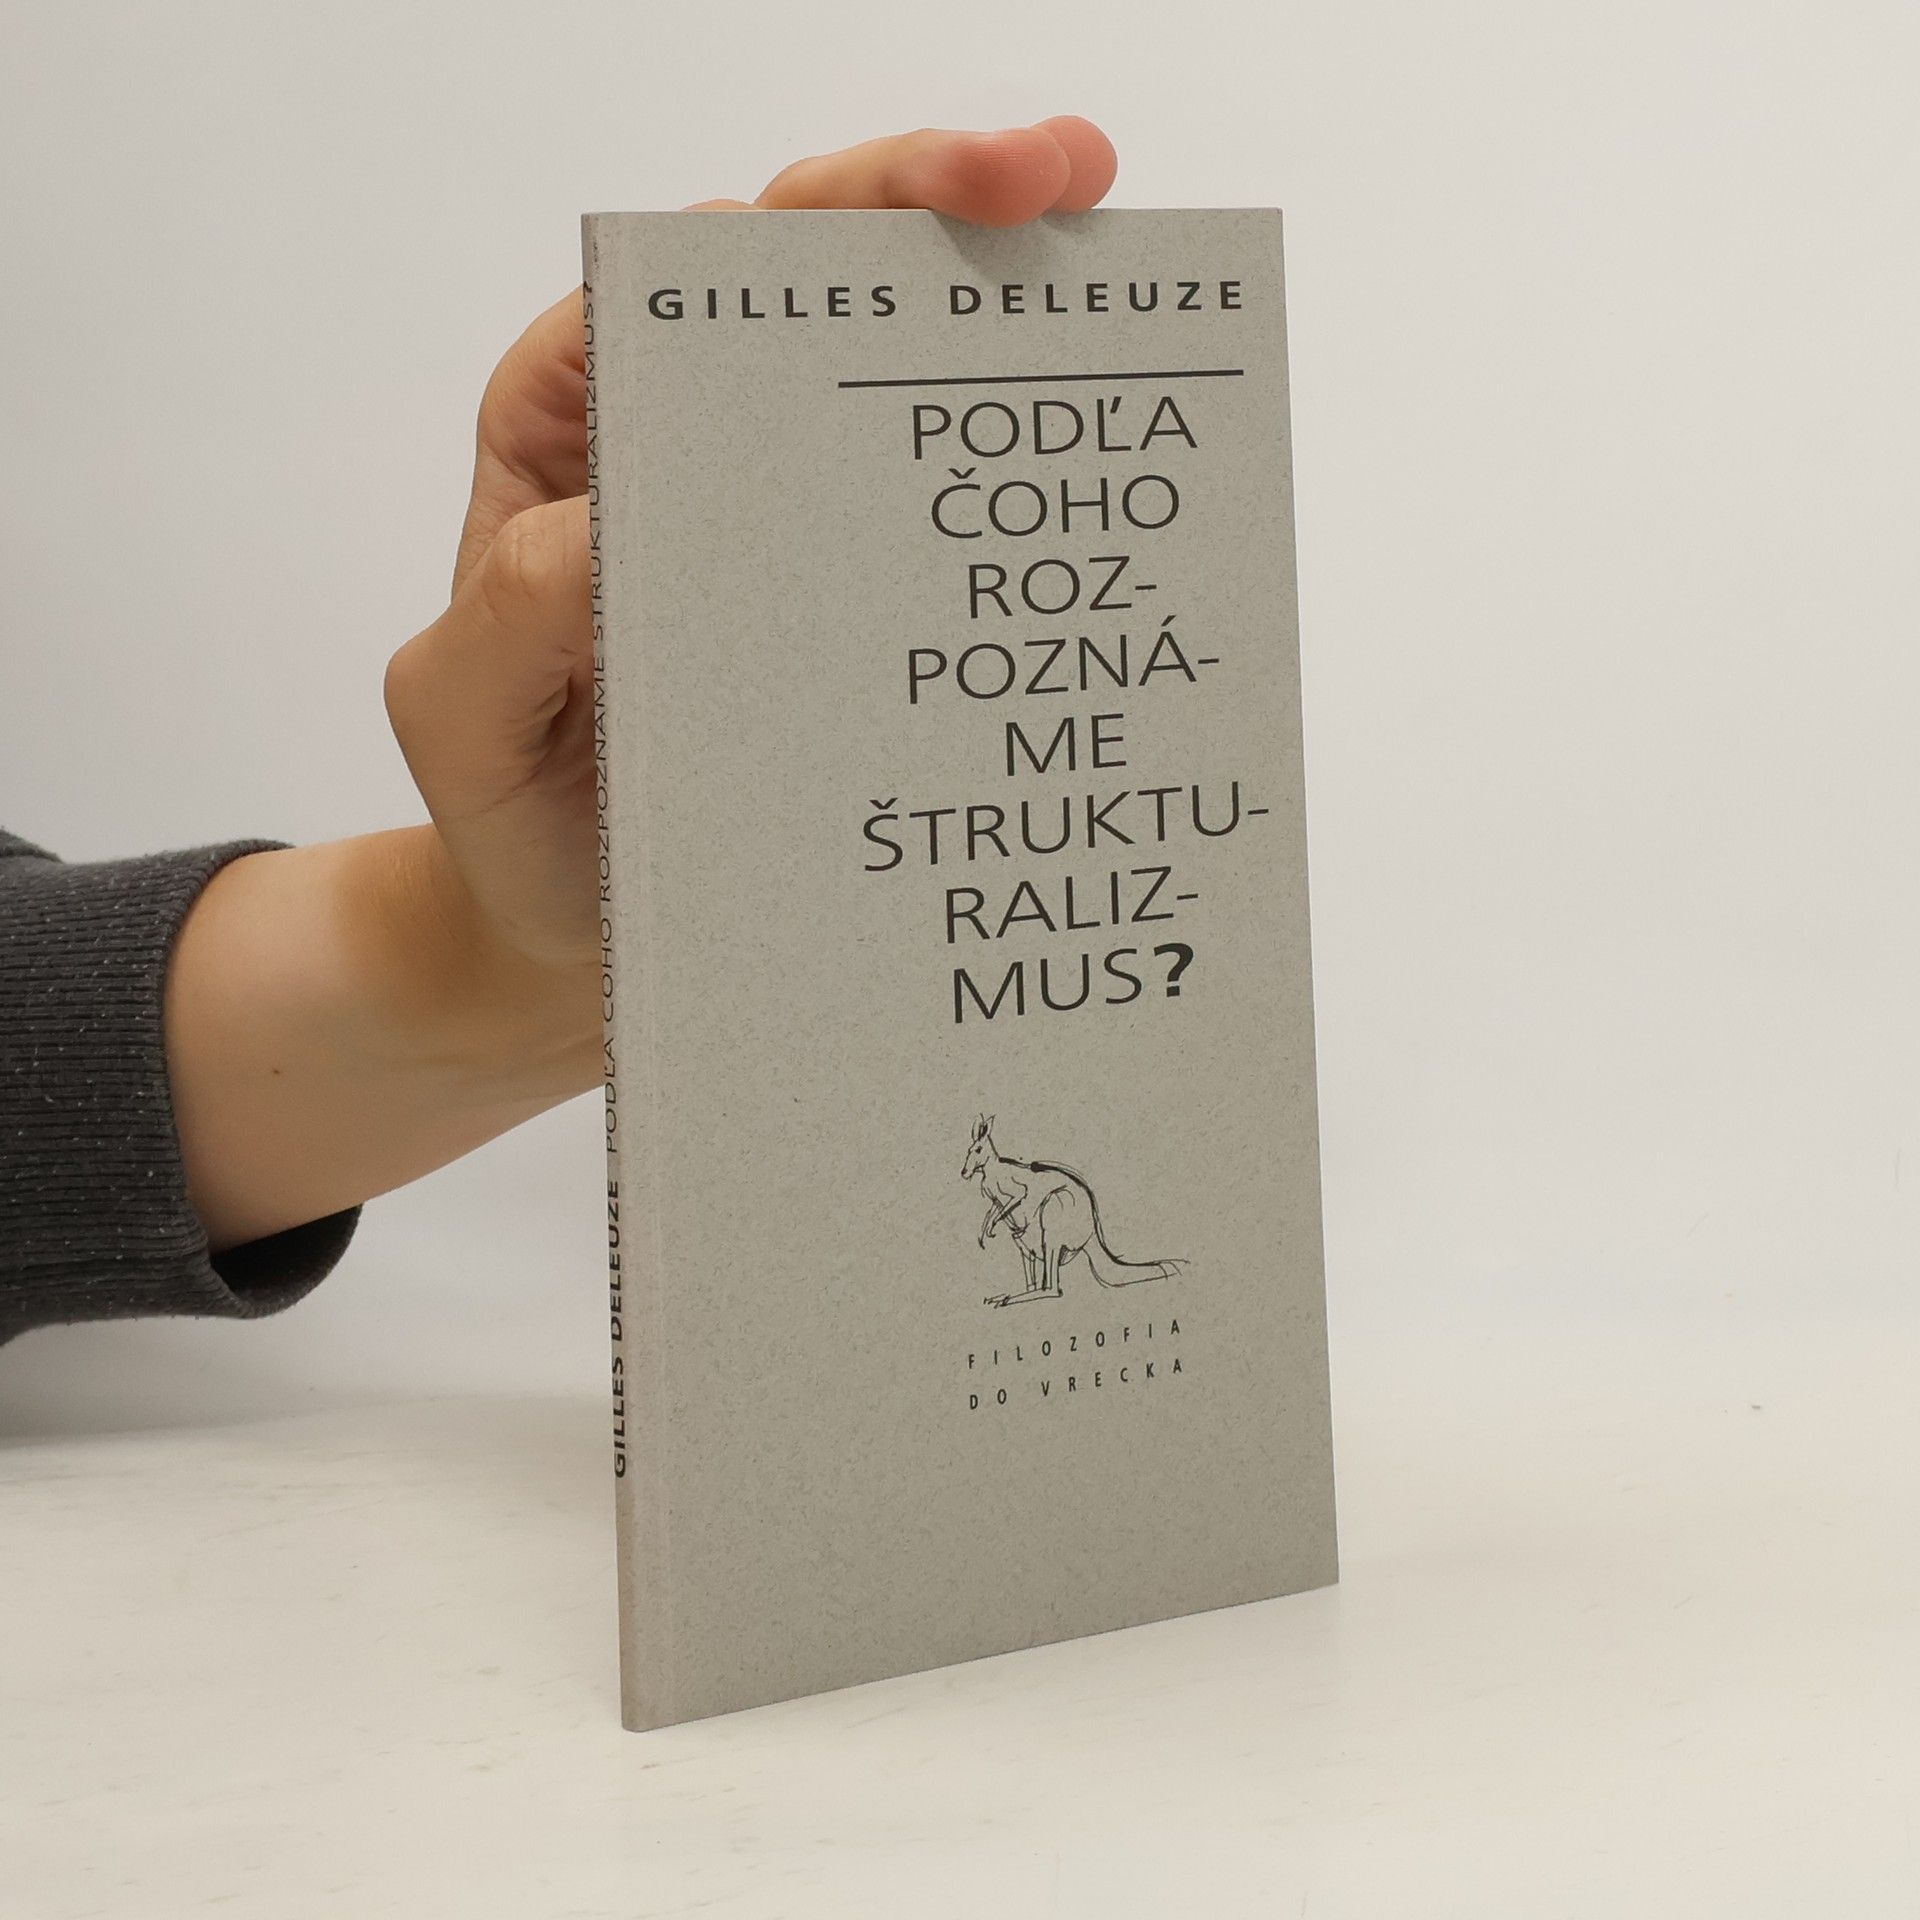 GILLES DELEUZE
PODĽA
ČOHO
ROZ-
POZNÁ-
ME
ŠTRUKTU-
RALIZ-
MUS?
FILOZOFIA
DO VRECKA
GILLES DELEUZE PODĽA ČOHO ROZPOZNÁME ŠTRUKTURALIZMUS?